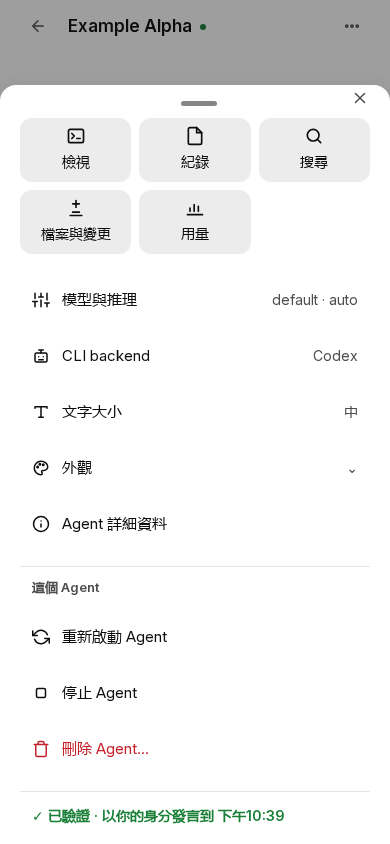 Example Alpha
檢視
紀錄
搜尋
檔案與變更
用量
模型與推理 default · auto
CLI backend Codex
文字大小 中
外觀
Agent 詳細資料
這個 Agent
重新啟動 Agent
停止 Agent
刪除 Agent…
✓ 已驗證 · 以你的身分發言到 下午10:39